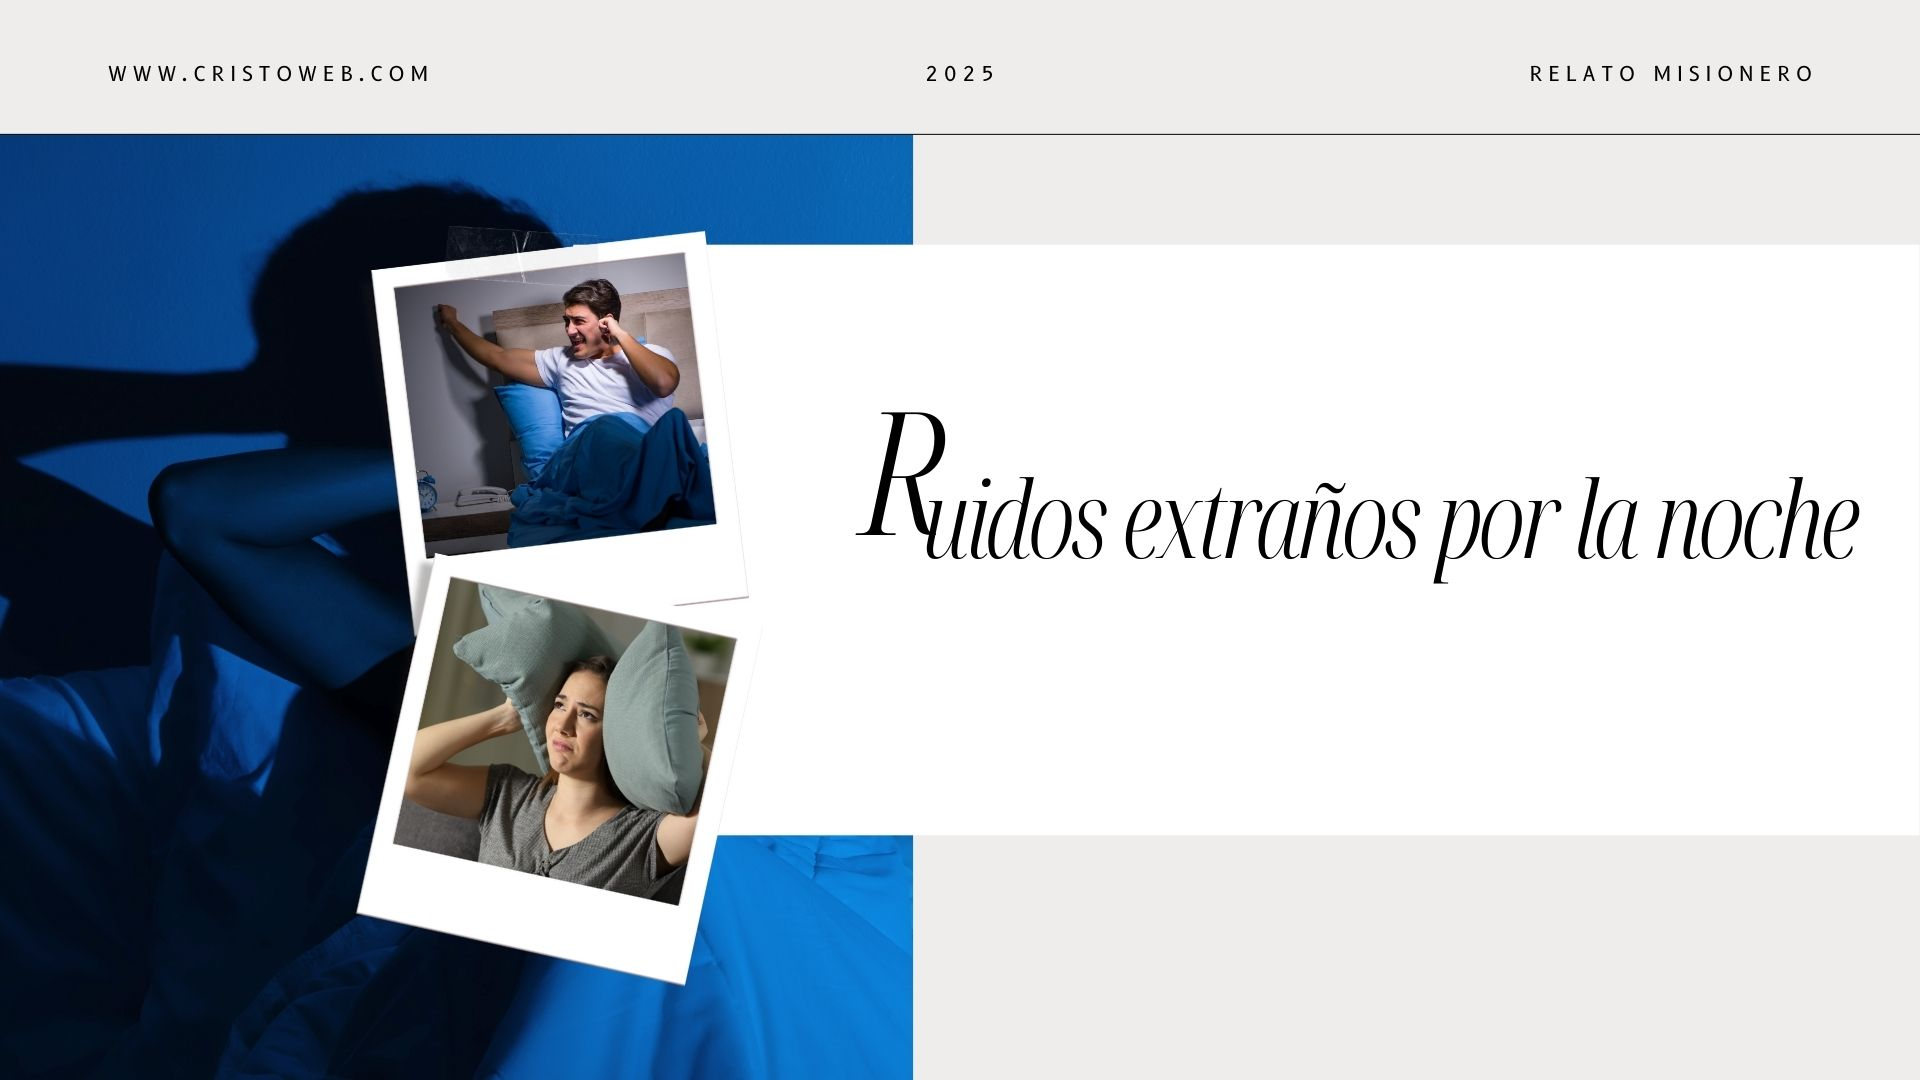 WWW.CRISTOWEB.COM
2025
RELATO MISIONERO
Ruidos extraños por la noche